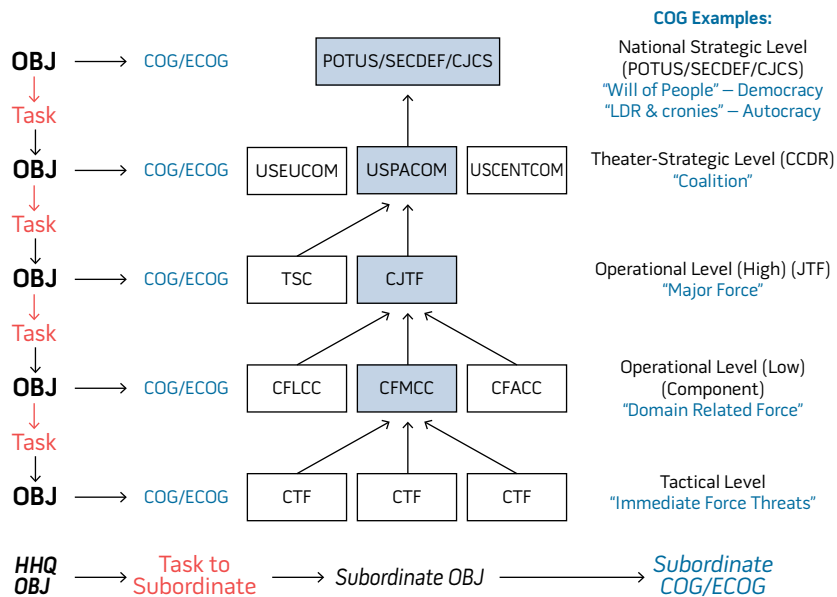 COG Examples:
OBJ
COG/ECOG
POTUS/SECDEF/CJCS
National Strategic Level
(POTUS/SECDEF/CJCS)
"Will of People" – Democracy
"LDR & cronies" – Autocracy
Task
OBJ
COG/ECOG
USEUCOM
USPACOM
USCENTCOM
Theater-Strategic Level (CCDR)
"Coalition"
Task
OBJ
COG/ECOG
TSC
CJTF
Operational Level (High) (JTF)
"Major Force"
Task
OBJ
COG/ECOG
CFLCC
CFMCC
CFACC
Operational Level (Low)
(Component)
"Domain Related Force"
Task
OBJ
COG/ECOG
CTF
CTF
CTF
Tactical Level
"Immediate Force Threats"
HHQ
OBJ
Task to
Subordinate
Subordinate OBJ
Subordinate
COG/ECOG